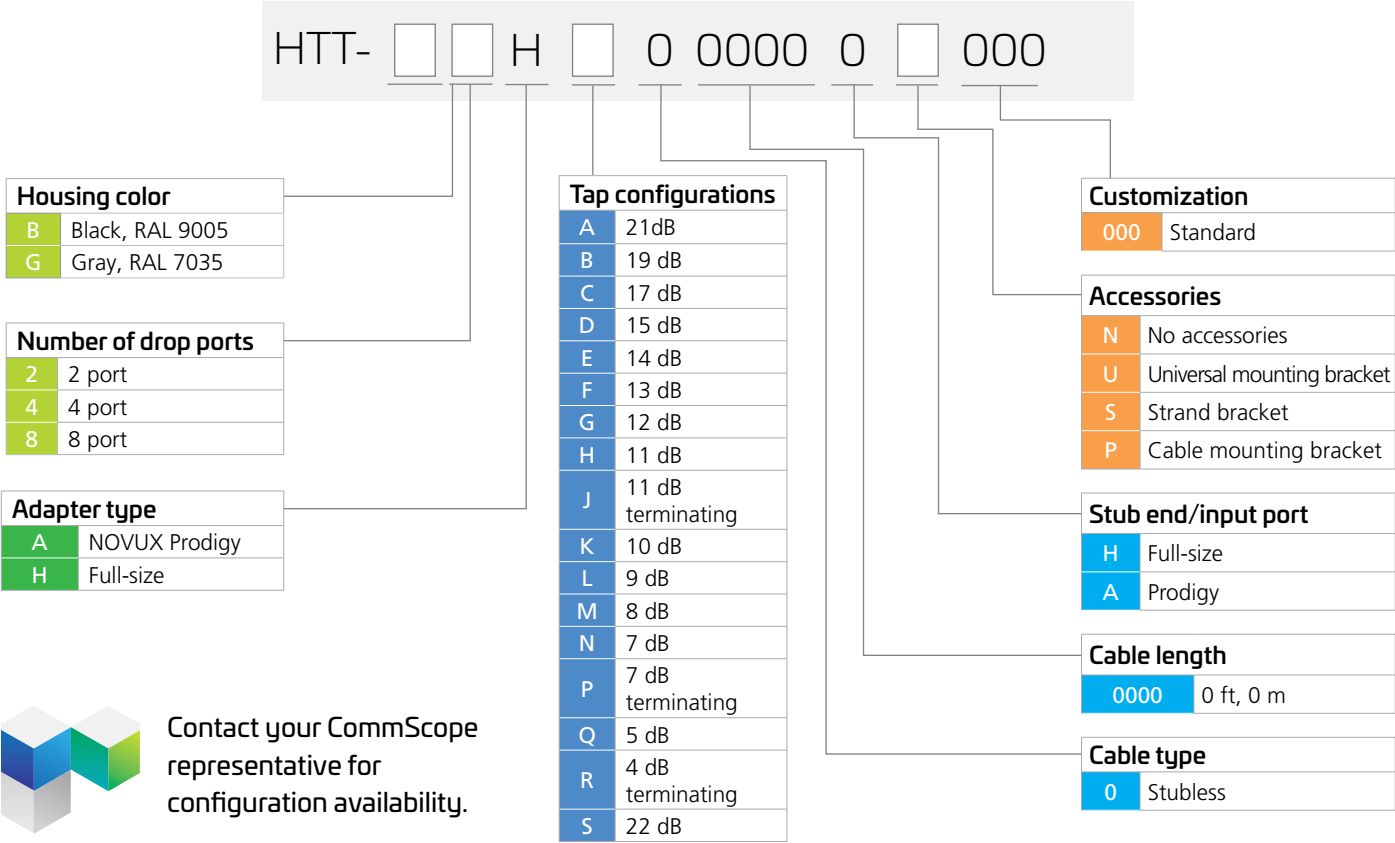 HTT- H 0 0000 0 000
Housing color
B Black, RAL 9005
G Gray, RAL 7035
Number of drop ports
2 2 port
4 4 port
8 8 port
Adapter type
A NOVUX Prodigy
H Full-size
Contact your CommScope
representative for
configuration availability.
Tap configurations
A 21dB
B 19 dB
C 17 dB
D 15 dB
E 14 dB
F 13 dB
G 12 dB
H 11 dB
J 11 dB
terminating
K 10 dB
L 9 dB
M 8 dB
N 7 dB
P 7 dB
terminating
Q 5 dB
R 4 dB
terminating
S 22 dB
Customization
000 Standard
Accessories
N No accessories
U Universal mounting bracket
S Strand bracket
P Cable mounting bracket
Stub end/input port
H Full-size
A Prodigy
Cable length
0000 0 ft, 0 m
Cable type
0 Stubless